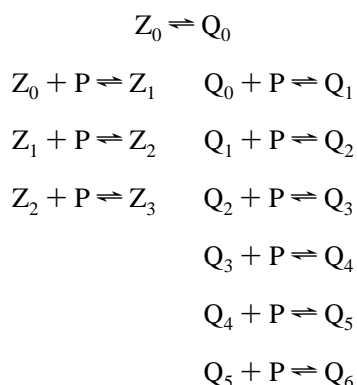 Z₀ ⇌ Q₀
Z₀ + P ⇌ Z₁ Q₀ + P ⇌ Q₁
Z₁ + P ⇌ Z₂ Q₁ + P ⇌ Q₂
Z₂ + P ⇌ Z₃ Q₂ + P ⇌ Q₃
Q₃ + P ⇌ Q₄
Q₄ + P ⇌ Q₅
Q₅ + P ⇌ Q₆